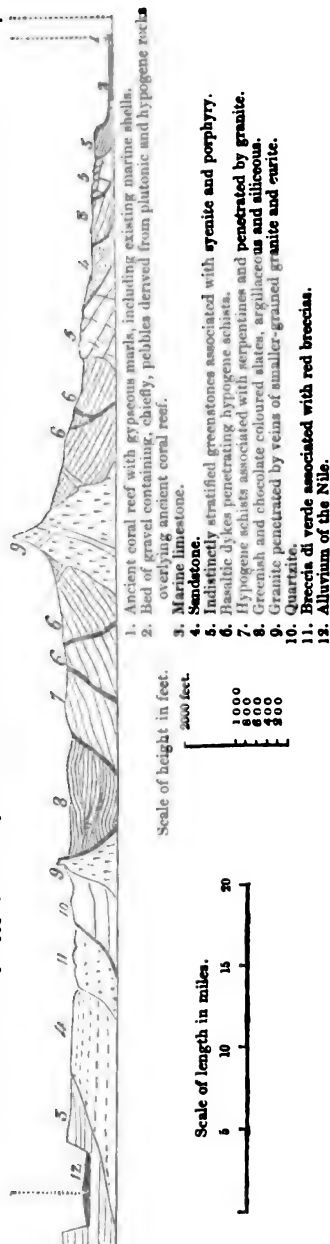 12 3 4 11 10 9 8 7 6 6 9 6 6 5 4 3 5 3 2 1
1. Ancient coral reef with gypseous marls, including existing marine shells.
2. Bed of gravel containing, chiefly, pebbles derived from plutonic and hypogene rocks
overlying ancient coral reef.
3. Marine limestone.
4. Sandstone.
5. Indistinctly stratified greenstones associated with syenite and porphyry.
6. Basaltic dykes penetrating hypogene schists.
7. Hypogene schists associated with serpentines and penetrated by granite.
8. Greenish and chocolate coloured slates, argillaceous and siliceous.
9. Granite penetrated by veins of smaller-grained granite and eurite.
10. Quartzite.
11. Breccia di verde associated with red breccias.
12. Alluvium of the Nile.
Scale of height in feet.
2000 feet.
1000
800
600
400
200
Scale of length in miles.
5 10 15 20